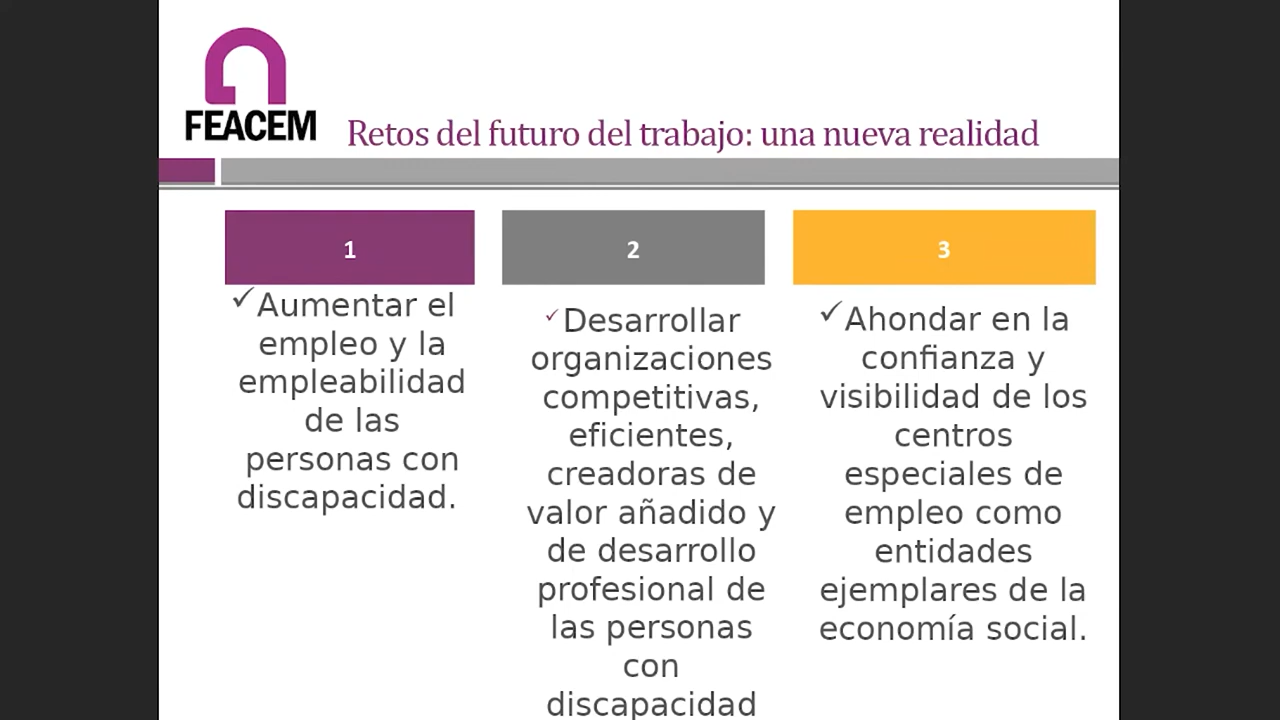 FEACEM
Retos del futuro del trabajo: una nueva realidad
1
Aumentar el
empleo y la
empleabilidad
de las
personas con
discapacidad.
2
Desarrollar
organizaciones
competitivas,
eficientes,
creadoras de
valor añadido y
de desarrollo
profesional de
las personas
con
discapacidad
3
Ahondar en la
confianza y
visibilidad de los
centros
especiales de
empleo como
entidades
ejemplares de la
economía social.